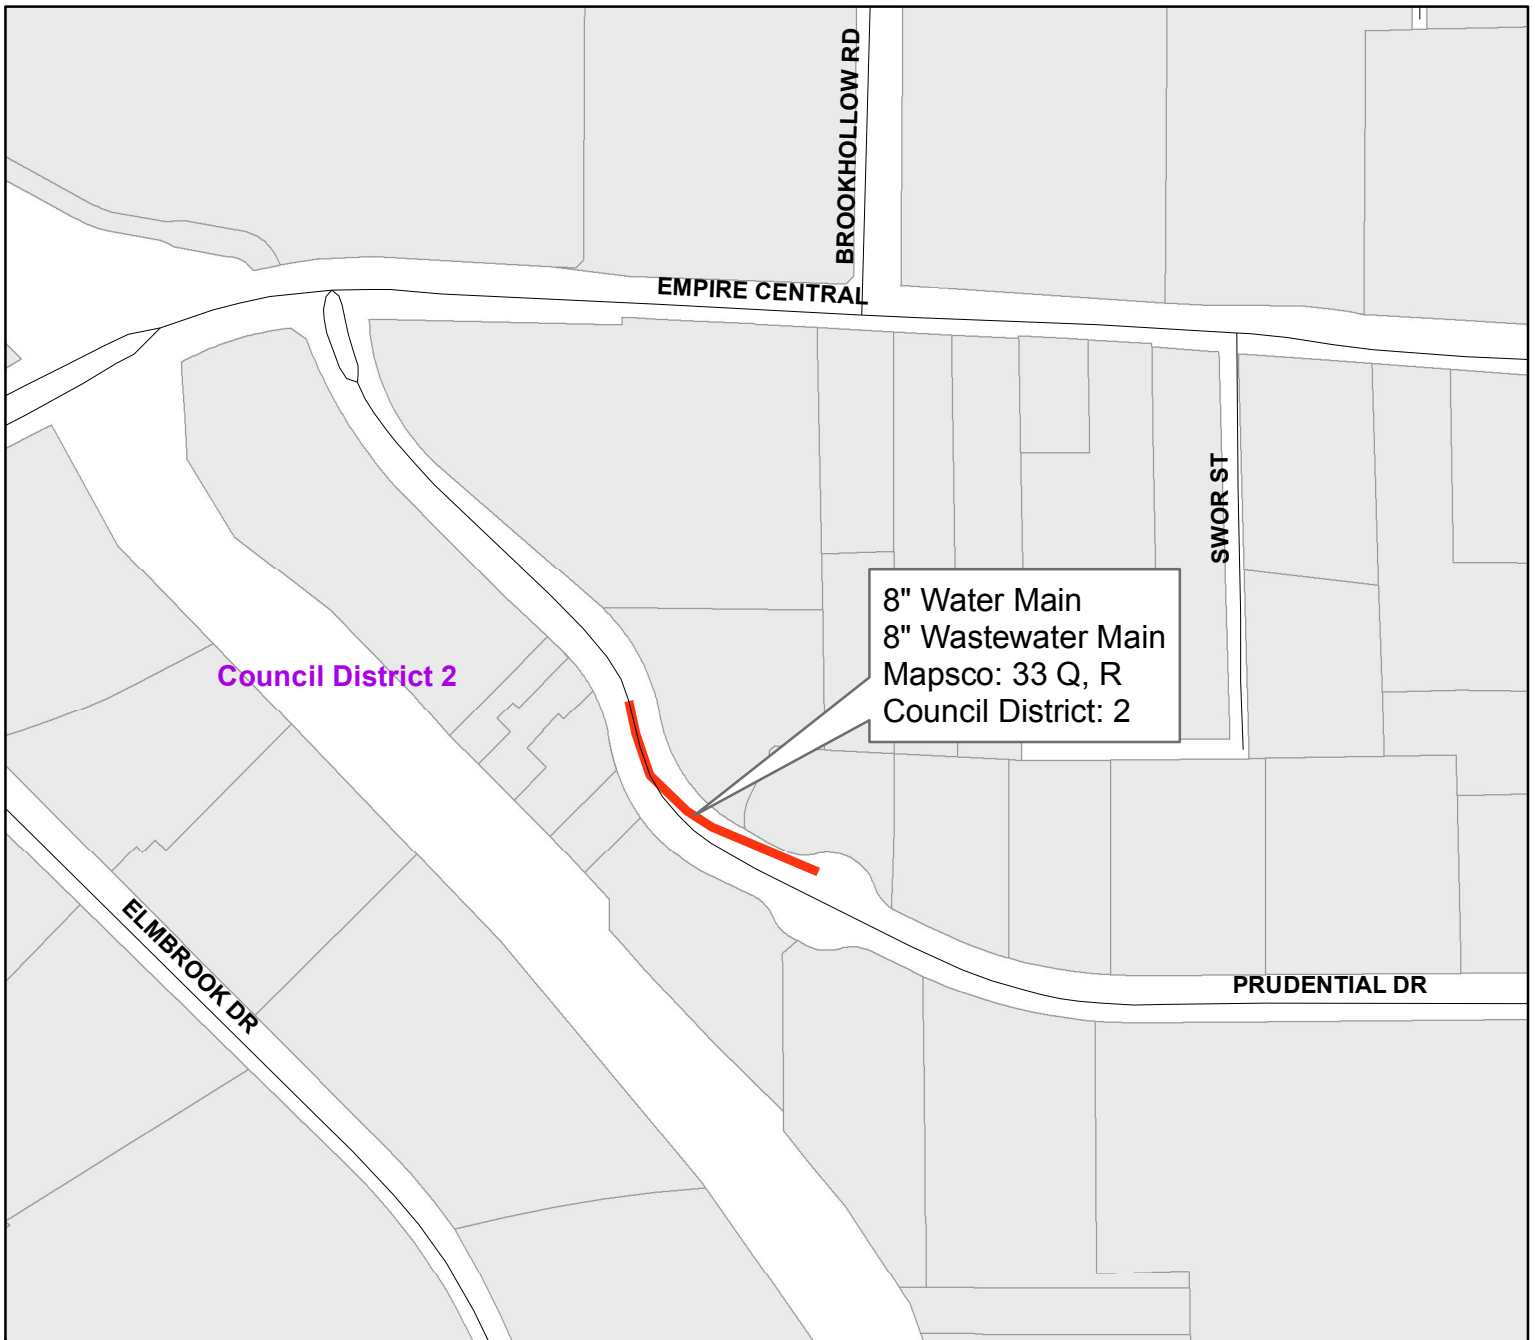 BROOKHOLLOW RD
EMPIRE CENTRAL
SWOR ST
8" Water Main
8" Wastewater Main
Mapsco: 33 Q, R
Council District: 2
Council District 2
ELMBROOK DR
PRUDENTIAL DR